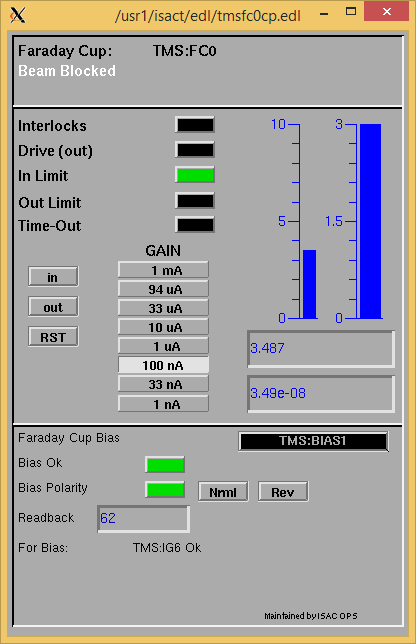 /usr1/isact/edl/tmsfc0cp.edl
Faraday Cup: TMS:FC0
Beam Blocked
Interlocks
Drive (out)
In Limit
Out Limit
Time-Out
10
5
0
3
1.5
0
GAIN
1 mA
94 uA
33 uA
10 uA
1 uA
100 nA
33 nA
1 nA
in
out
RST
3.487
3.49e-08
Faraday Cup Bias TMS:BIAS1
Bias Ok
Bias Polarity Nrml Rev
Readback 62
For Bias: TMS:IG6 Ok
Maintained by ISAC OPS